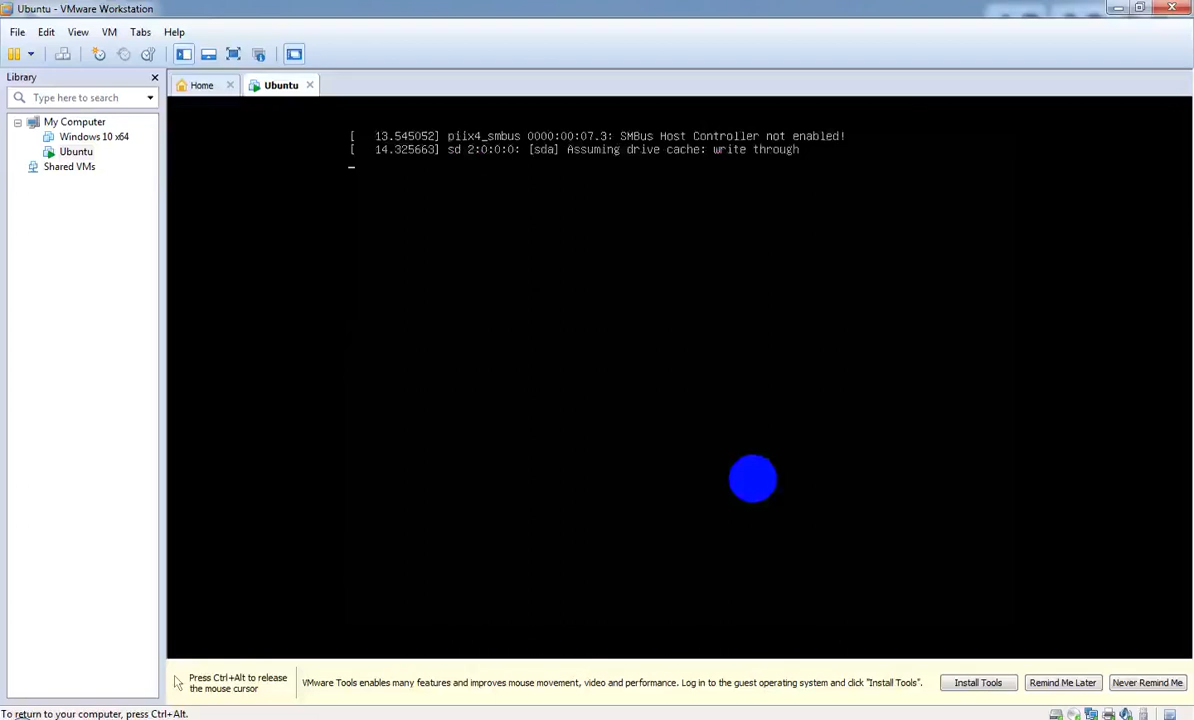 Ubuntu - VMware Workstation
File Edit View VM Tabs Help
Library
Type here to search
My Computer
Windows 10 x64
Ubuntu
Shared VMs
Home
Ubuntu
[   13.545052] piix4_smbus 0000:00:07.3: SMBus Host Controller not enabled!
[   14.325663] sd 2:0:0:0: [sda] Assuming drive cache: write through
Press Ctrl+Alt to release
the mouse cursor
VMware Tools enables many features and improves mouse movement, video and performance. Log in to the guest operating system and click "Install Tools".
Install Tools
Remind Me Later
Never Remind Me
To return to your computer, press Ctrl+Alt.